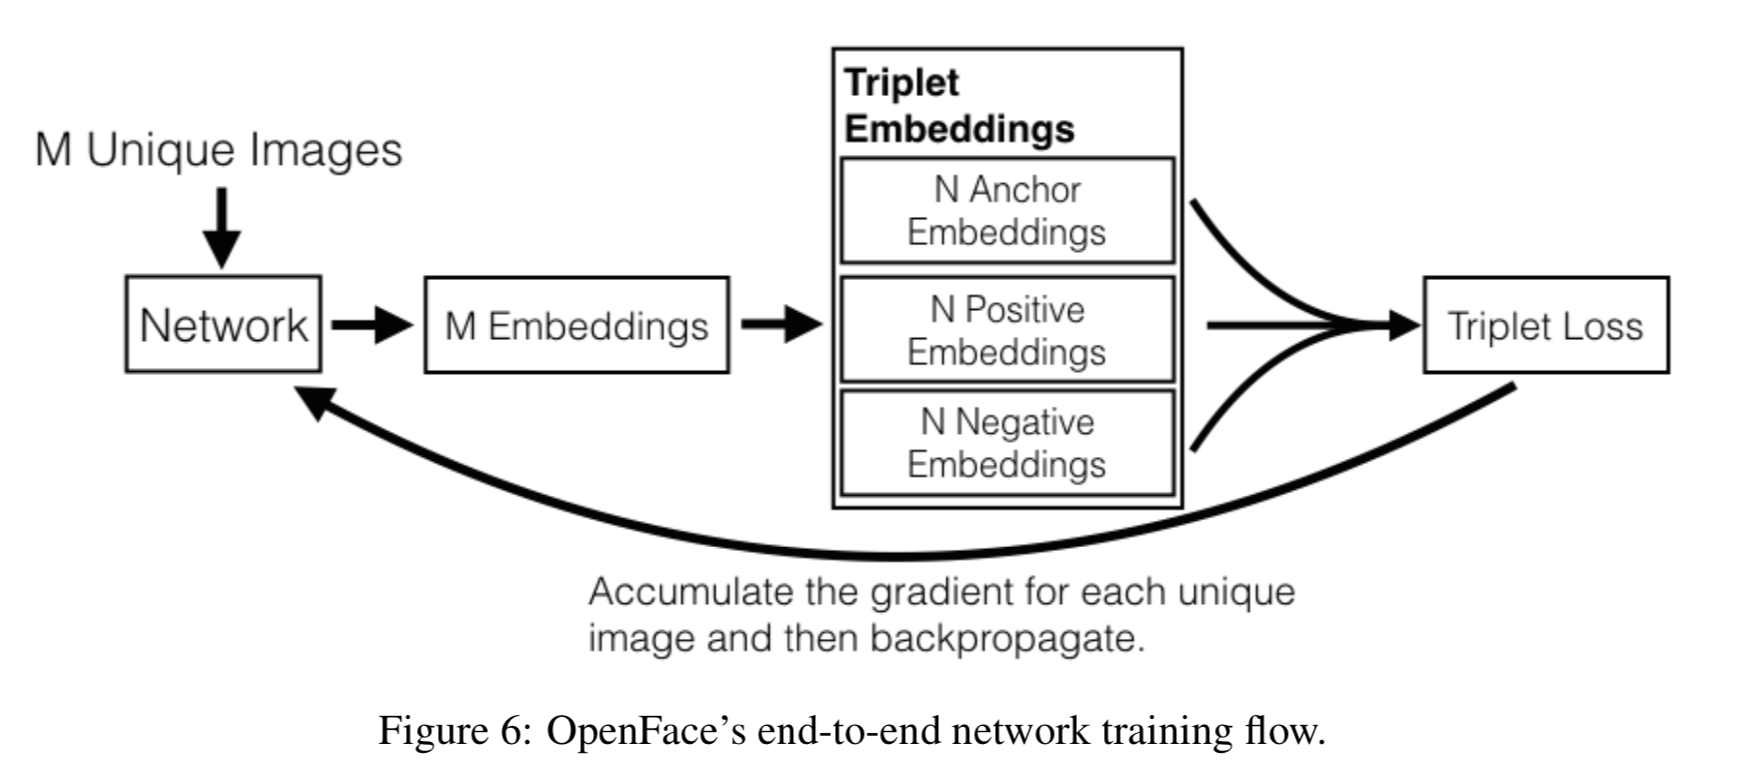 M Unique Images
Network
M Embeddings
Triplet
Embeddings
N Anchor
Embeddings
N Positive
Embeddings
N Negative
Embeddings
Triplet Loss
Accumulate the gradient for each unique
image and then backpropagate.
Figure 6: OpenFace's end-to-end network training flow.